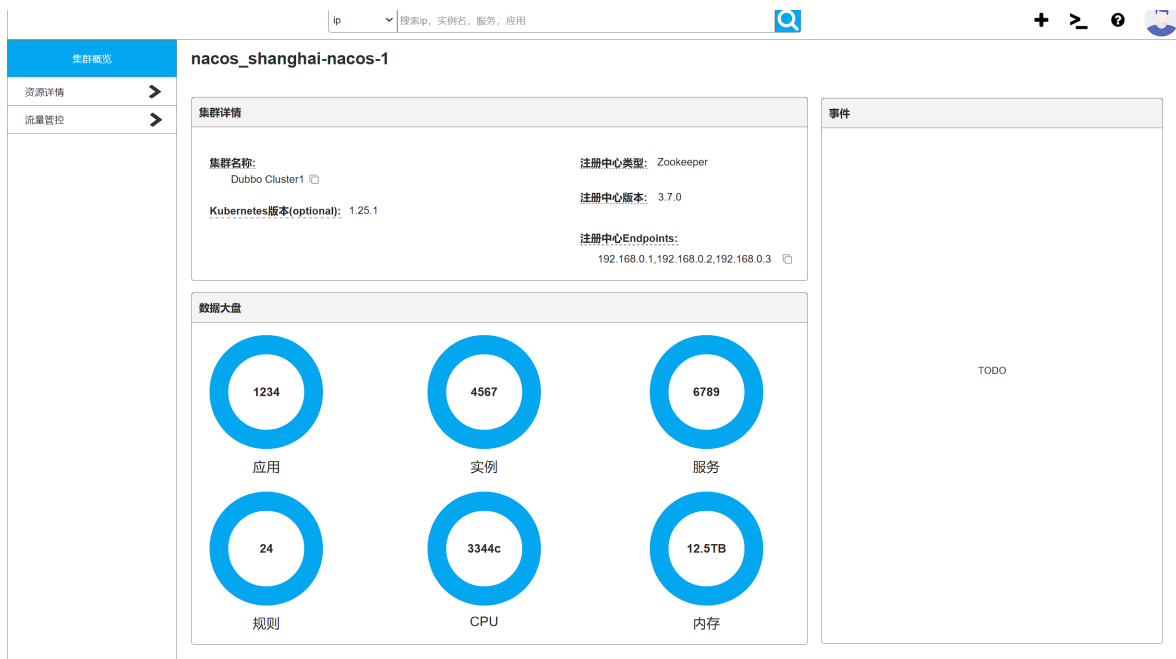 ip
搜索ip，实例名，服务，应用
集群概览
资源详情
流量管控
nacos_shanghai-nacos-1
集群详情
集群名称:
Dubbo Cluster1
Kubernetes版本(optional): 1.25.1
注册中心类型: Zookeeper
注册中心版本: 3.7.0
注册中心Endpoints:
192.168.0.1,192.168.0.2,192.168.0.3
数据大盘
1234
4567
6789
应用
实例
服务
24
3344c
12.5TB
规则
CPU
内存
事件
TODO